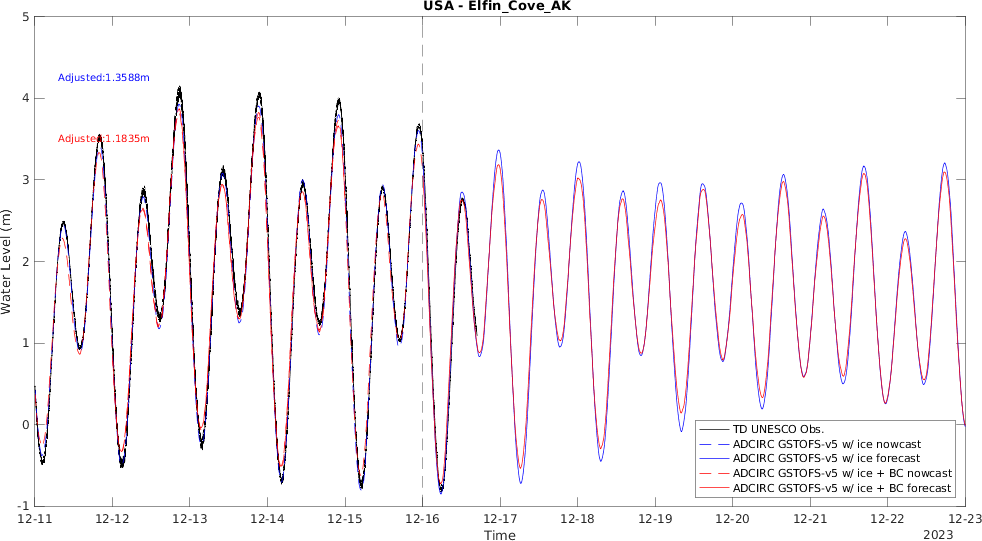 USA - Elfin_Cove_AK
5
4
3
2
1
0
-1
Water Level (m)
Adjusted:1.3588m
Adjusted:1.1835m
TD UNESCO Obs.
ADCIRC GSTOFS-v5 w/ ice nowcast
ADCIRC GSTOFS-v5 w/ ice forecast
ADCIRC GSTOFS-v5 w/ ice + BC nowcast
ADCIRC GSTOFS-v5 w/ ice + BC forecast
12-11 12-12 12-13 12-14 12-15 12-16 12-17 12-18 12-19 12-20 12-21 12-22 12-23
Time 2023